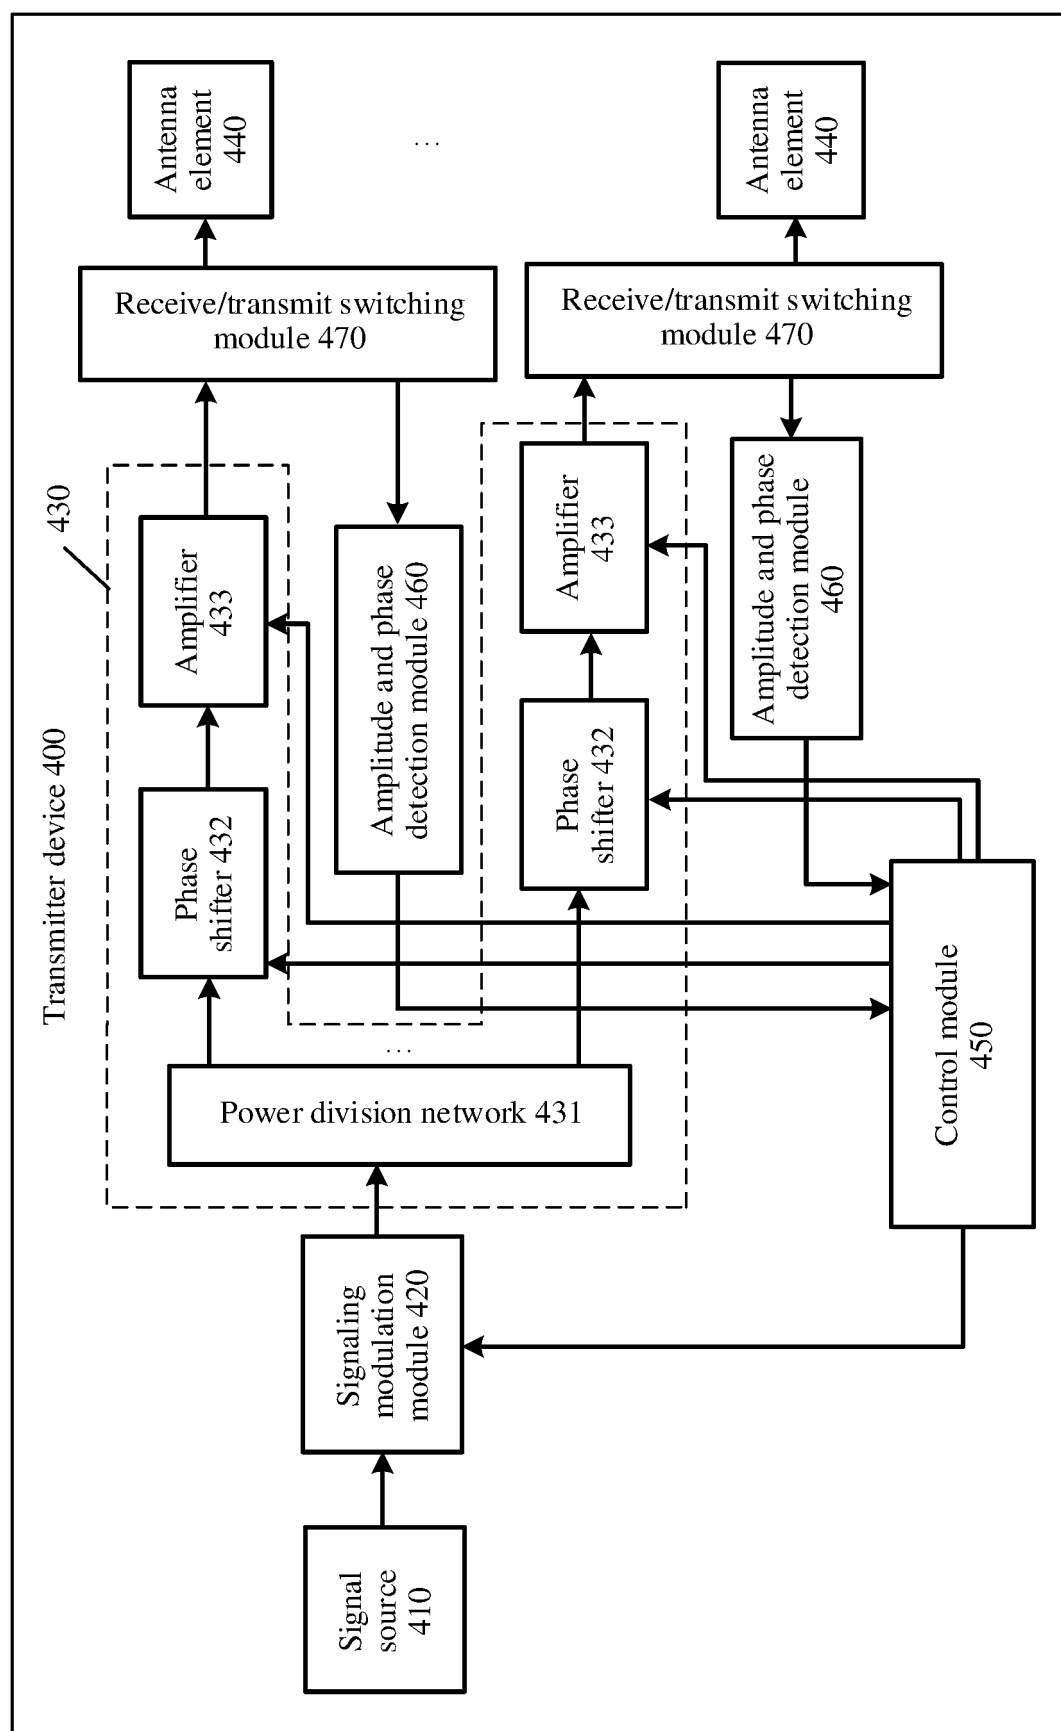 Transmitter device 400
430
Antenna
element
440
...
Antenna
element
440
Receive/transmit switching
module 470
Receive/transmit switching
module 470
Amplifier
433
Amplitude and phase
detection module 460
Amplifier
433
Amplitude and phase
detection module
460
Phase
shifter 432
Phase
shifter 432
...
Power division network 431
Control module
450
Signaling
modulation
module 420
Signal
source
410